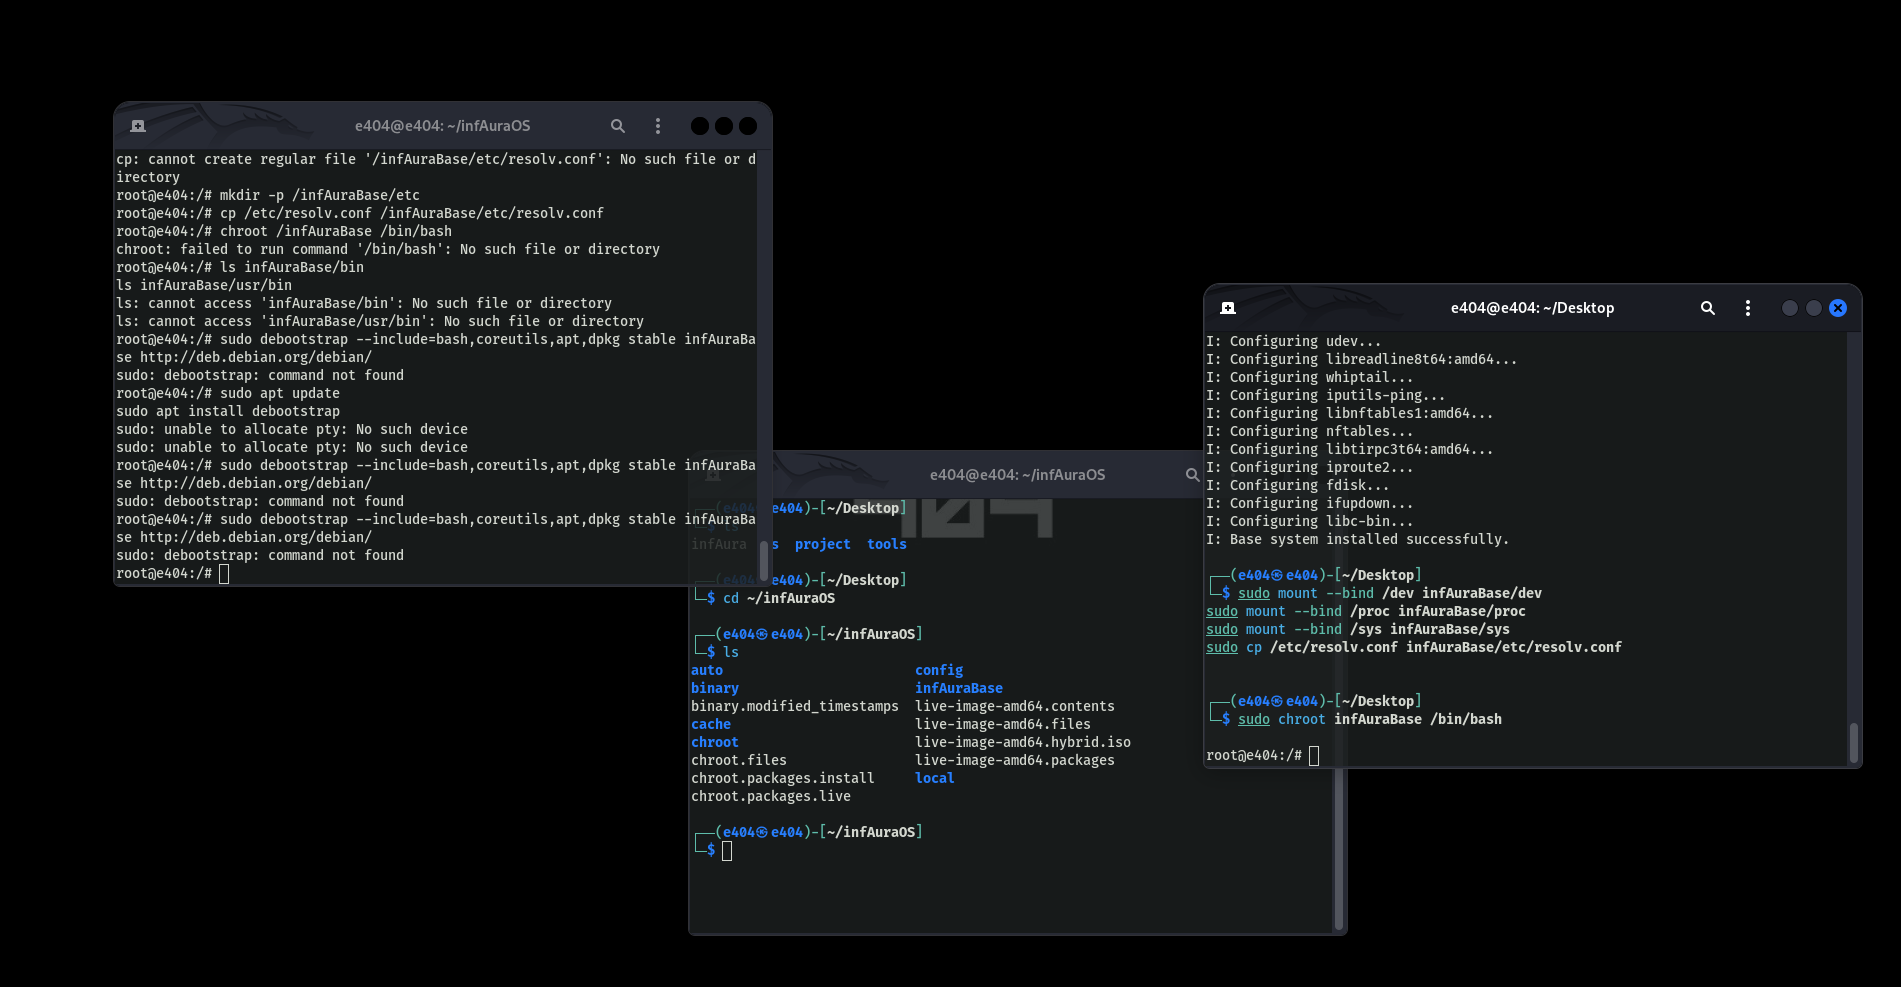 e404@e404: ~/infAuraOS
cp: cannot create regular file '/infAuraBase/etc/resolv.conf': No such file or d
irectory
root@e404:/# mkdir -p /infAuraBase/etc
root@e404:/# cp /etc/resolv.conf /infAuraBase/etc/resolv.conf
root@e404:/# chroot /infAuraBase /bin/bash
chroot: failed to run command '/bin/bash': No such file or directory
root@e404:/# ls infAuraBase/bin
ls infAuraBase/usr/bin
ls: cannot access 'infAuraBase/bin': No such file or directory
ls: cannot access 'infAuraBase/usr/bin': No such file or directory
root@e404:/# sudo debootstrap --include=bash,coreutils,apt,dpkg stable infAuraBa
se http://deb.debian.org/debian/
sudo: debootstrap: command not found
root@e404:/# sudo apt update
sudo apt install debootstrap
sudo: unable to allocate pty: No such device
sudo: unable to allocate pty: No such device
root@e404:/# sudo debootstrap --include=bash,coreutils,apt,dpkg stable infAuraBa
se http://deb.debian.org/debian/
sudo: debootstrap: command not found
root@e404:/# sudo debootstrap --include=bash,coreutils,apt,dpkg stable infAuraBa
se http://deb.debian.org/debian/
sudo: debootstrap: command not found
root@e404:/#
e404@e404: ~/infAuraOS
e404)-[~/Desktop]
infAura s project tools
e404)-[~/Desktop]
└─$ cd ~/infAuraOS
┌──(e404㉿e404)-[~/infAuraOS]
└─$ ls
auto config
binary infAuraBase
binary.modified_timestamps live-image-amd64.contents
cache live-image-amd64.files
chroot live-image-amd64.hybrid.iso
chroot.files live-image-amd64.packages
chroot.packages.install local
chroot.packages.live
┌──(e404㉿e404)-[~/infAuraOS]
└─$
e404@e404: ~/Desktop
I: Configuring udev...
I: Configuring libreadline8t64:amd64...
I: Configuring whiptail...
I: Configuring iputils-ping...
I: Configuring libnftables1:amd64...
I: Configuring nftables...
I: Configuring libtirpc3t64:amd64...
I: Configuring iproute2...
I: Configuring fdisk...
I: Configuring ifupdown...
I: Configuring libc-bin...
I: Base system installed successfully.
┌──(e404㉿e404)-[~/Desktop]
└─$ sudo mount --bind /dev infAuraBase/dev
sudo mount --bind /proc infAuraBase/proc
sudo mount --bind /sys infAuraBase/sys
sudo cp /etc/resolv.conf infAuraBase/etc/resolv.conf
┌──(e404㉿e404)-[~/Desktop]
└─$ sudo chroot infAuraBase /bin/bash
root@e404:/#